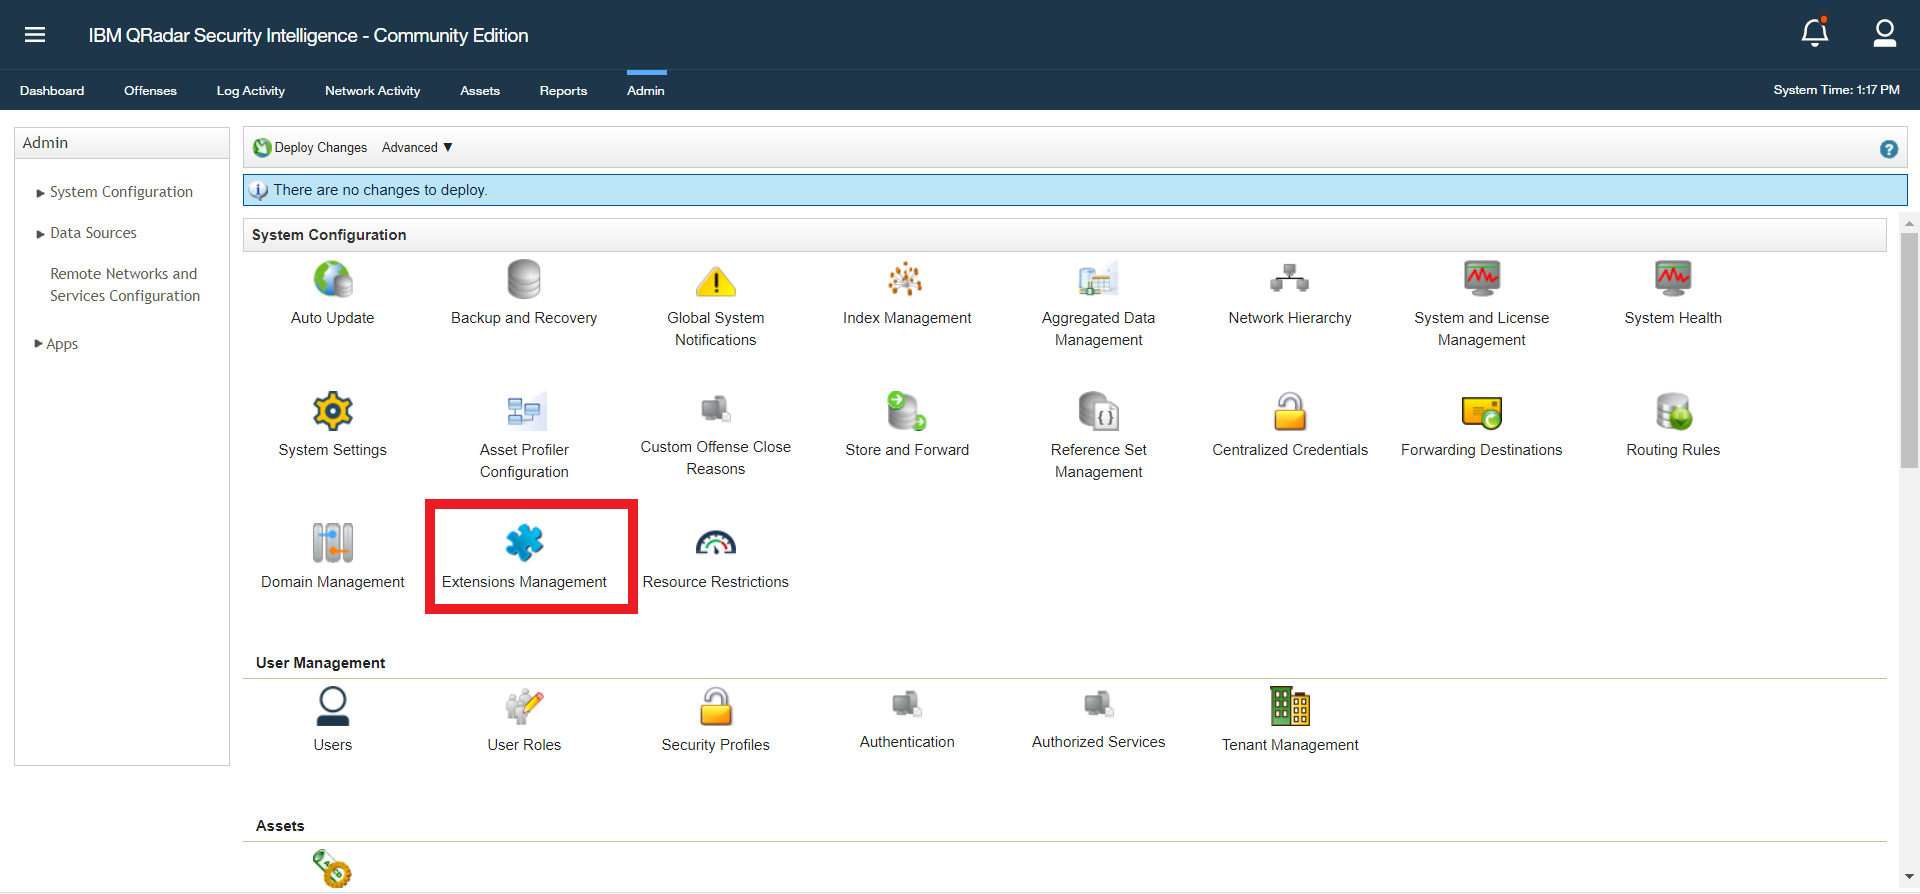 IBM QRadar Security Intelligence - Community Edition
Dashboard Offenses Log Activity Network Activity Assets Reports Admin System Time: 1:17 PM
Admin
System Configuration
Data Sources
Remote Networks and
Services Configuration
Apps
Deploy Changes Advanced ▼
There are no changes to deploy.
System Configuration
Auto Update
Backup and Recovery
Global System
Notifications
Index Management
Aggregated Data
Management
Network Hierarchy
System and License
Management
System Health
System Settings
Asset Profiler
Configuration
Custom Offense Close
Reasons
Store and Forward
Reference Set
Management
Centralized Credentials
Forwarding Destinations
Routing Rules
Domain Management
Extensions Management
Resource Restrictions
User Management
Users
User Roles
Security Profiles
Authentication
Authorized Services
Tenant Management
Assets